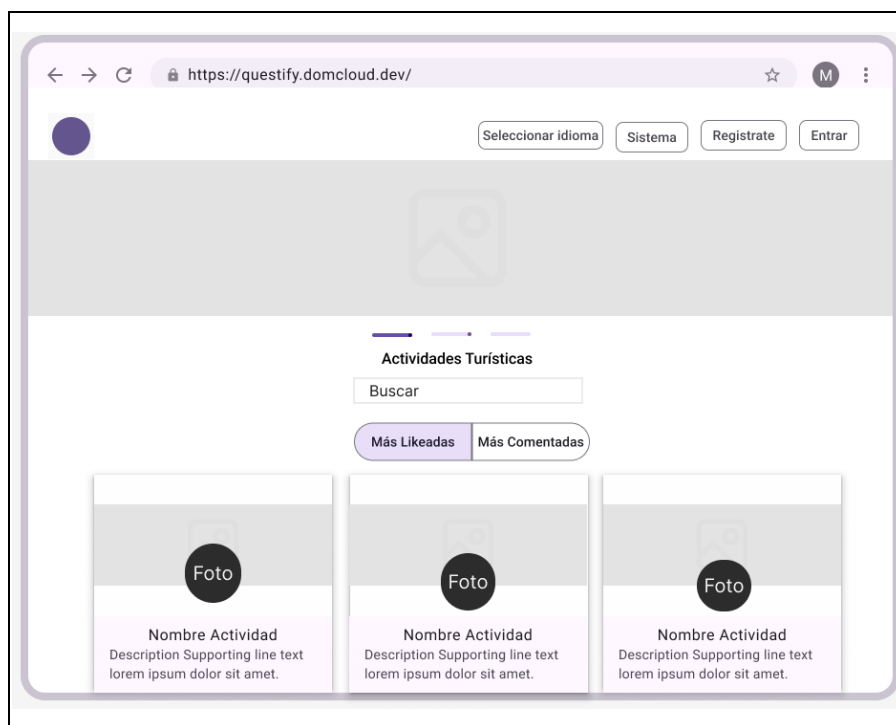 https://questify.domcloud.dev/
M
Seleccionar idioma
Sistema
Registrate
Entrar
Actividades Turísticas
Buscar
Más Likeadas
Más Comentadas
Foto
Foto
Foto
Nombre Actividad
Description Supporting line text
lorem ipsum dolor sit amet.
Nombre Actividad
Description Supporting line text
lorem ipsum dolor sit amet.
Nombre Actividad
Description Supporting line text
lorem ipsum dolor sit amet.